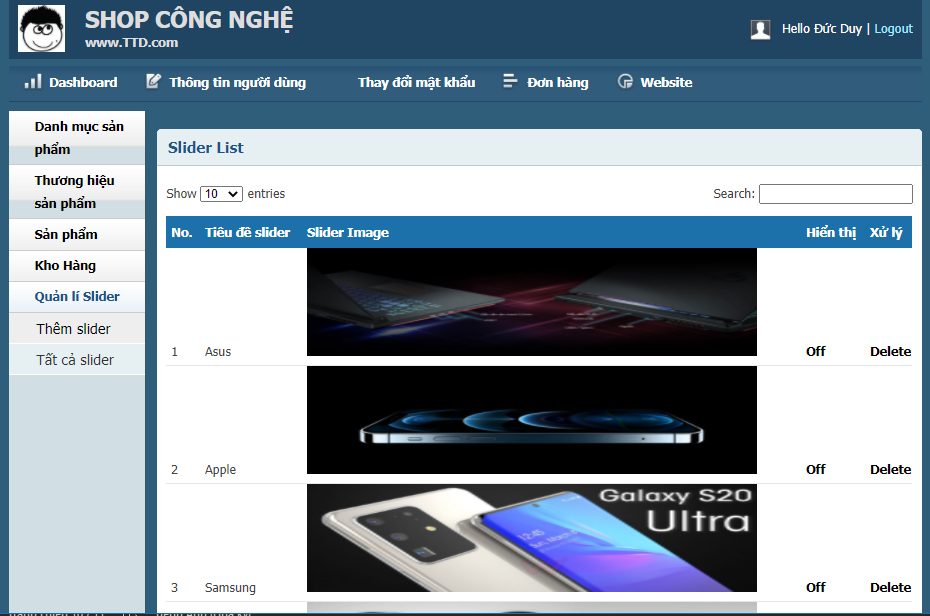 SHOP CÔNG NGHỆ
www.TTD.com
Hello Đức Duy | Logout
Dashboard
Thông tin người dùng
Thay đổi mật khẩu
Đơn hàng
Website
Danh mục sản
phẩm
Thương hiệu
sản phẩm
Sản phẩm
Kho Hàng
Quản lí Slider
Thêm slider
Tất cả slider
Slider List
Show 10 entries
Search:
No. Tiêu đề slider Slider Image Hiển thị Xử lý
1 Asus Off Delete
2 Apple Off Delete
Galaxy S20
Ultra
3 Samsung Off Delete